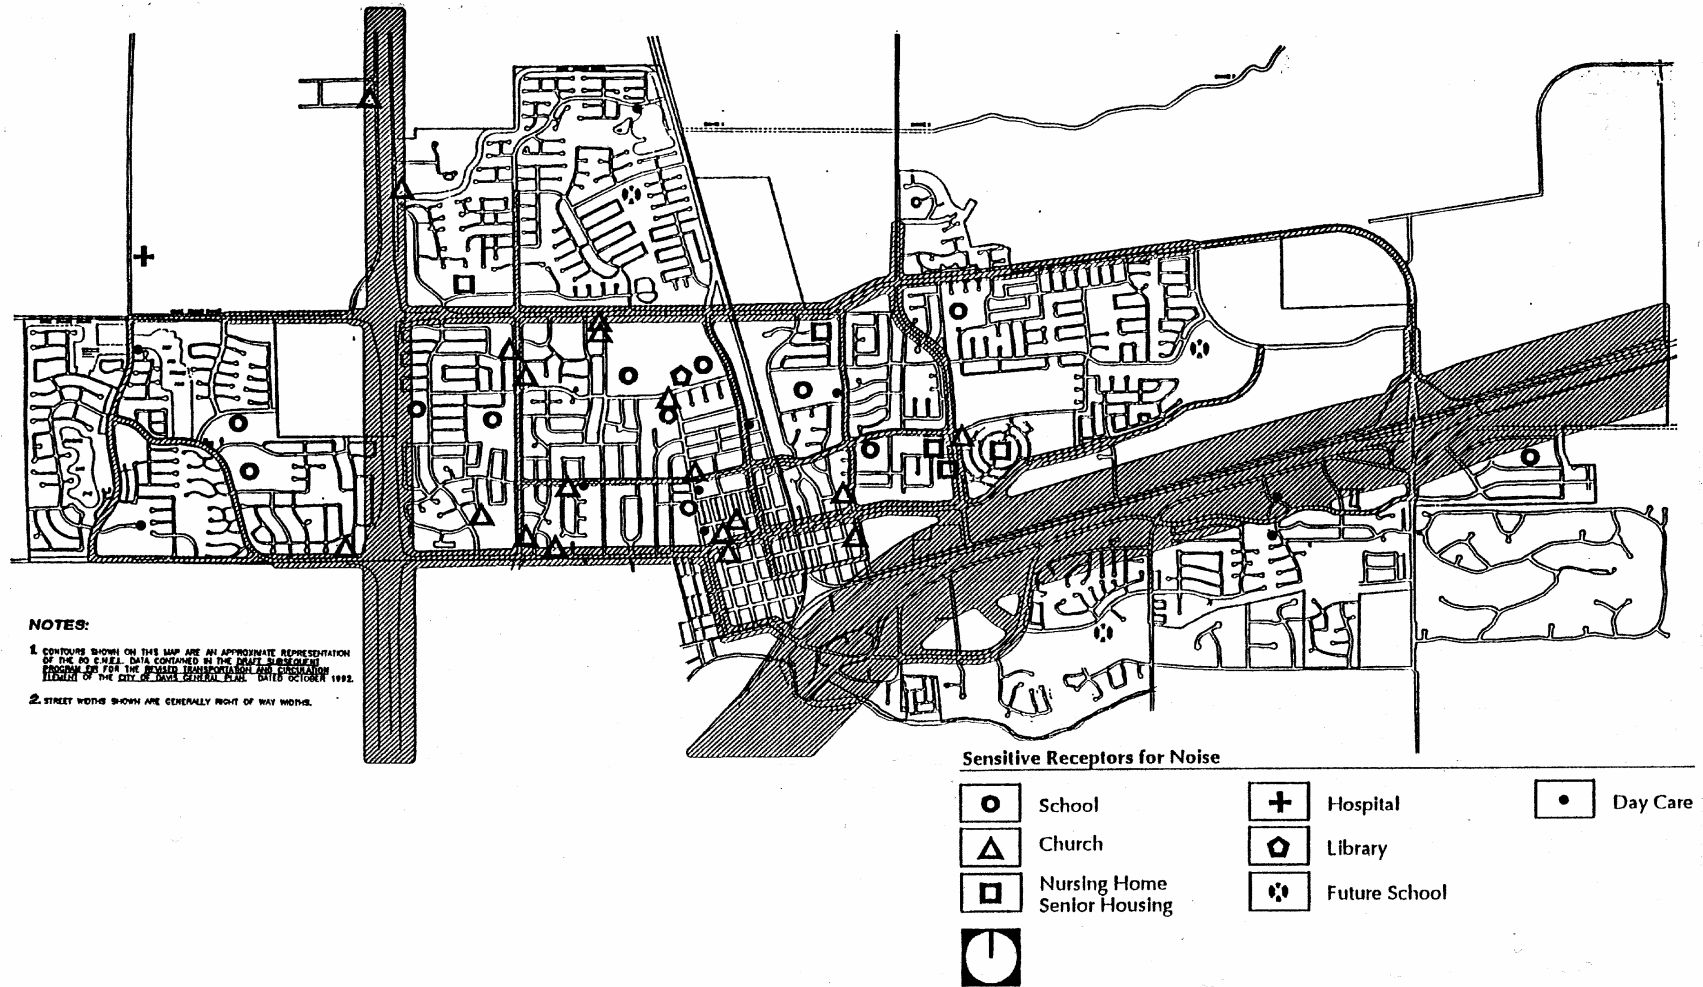 NOTES:
1. CONTOURS SHOWN ON THIS MAP ARE AN APPROXIMATE REPRESENTATION
OF THE 60 C.N.E.L. DATA CONTAINED IN THE DRAFT SUBSEQUENT
PROGRAM EIR FOR THE REVISED TRANSPORTATION AND CIRCULATION
ELEMENT OF THE CITY OF DAVIS GENERAL PLAN. DATED OCTOBER 1992.
2. STREET WIDTHS SHOWN ARE GENERALLY RIGHT OF WAY WIDTHS.
Sensitive Receptors for Noise
School
Hospital
Day Care
Church
Library
Nursing Home
Senior Housing
Future School